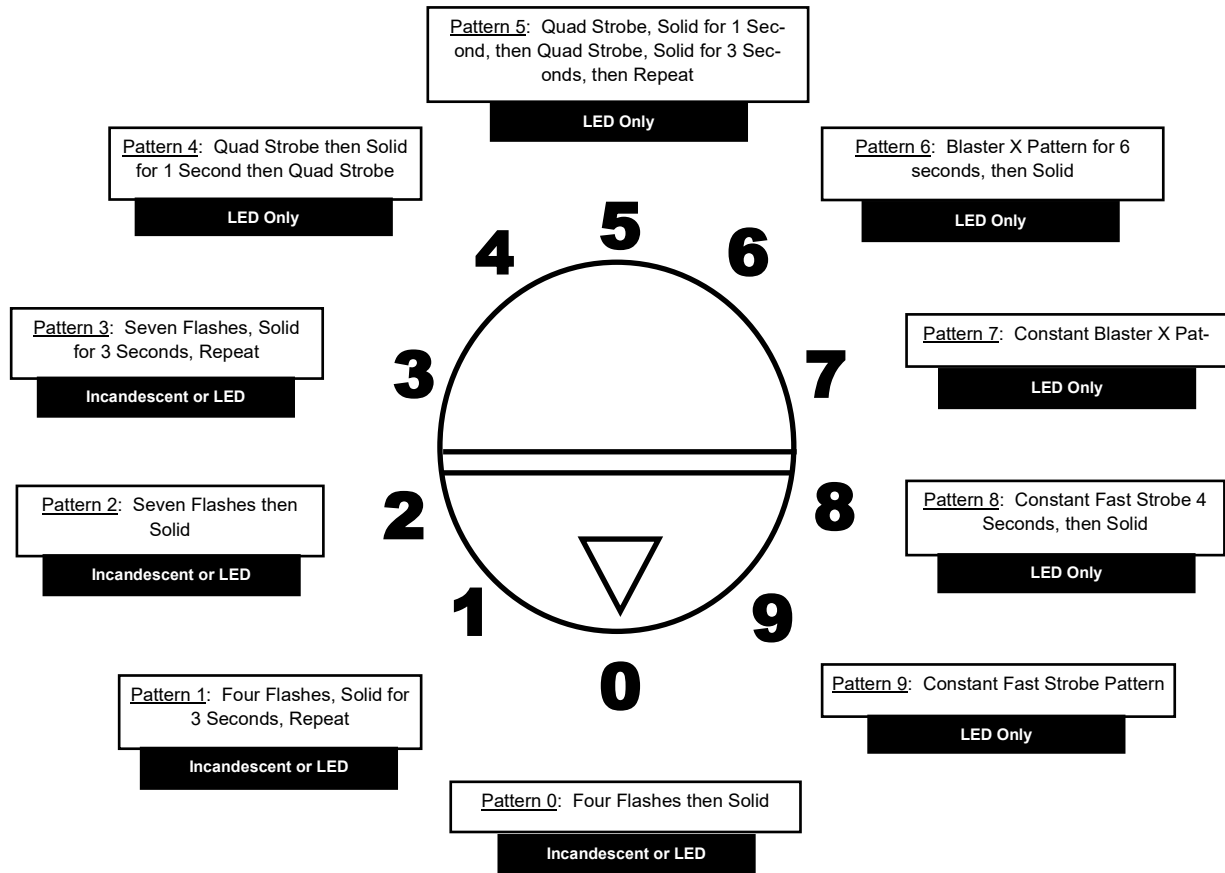 Pattern 5: Quad Strobe, Solid for 1 Sec-
ond, then Quad Strobe, Solid for 3 Sec-
onds, then Repeat
LED Only
Pattern 4: Quad Strobe then Solid
for 1 Second then Quad Strobe
LED Only
Pattern 6: Blaster X Pattern for 6
seconds, then Solid
LED Only
5
4
6
Pattern 3: Seven Flashes, Solid
for 3 Seconds, Repeat
Incandescent or LED
3
7
Pattern 7: Constant Blaster X Pat-
LED Only
Pattern 2: Seven Flashes then
Solid
Incandescent or LED
2
8
Pattern 8: Constant Fast Strobe 4
Seconds, then Solid
LED Only
1
9
0
Pattern 1: Four Flashes, Solid for
3 Seconds, Repeat
Incandescent or LED
Pattern 9: Constant Fast Strobe Pattern
LED Only
Pattern 0: Four Flashes then Solid
Incandescent or LED